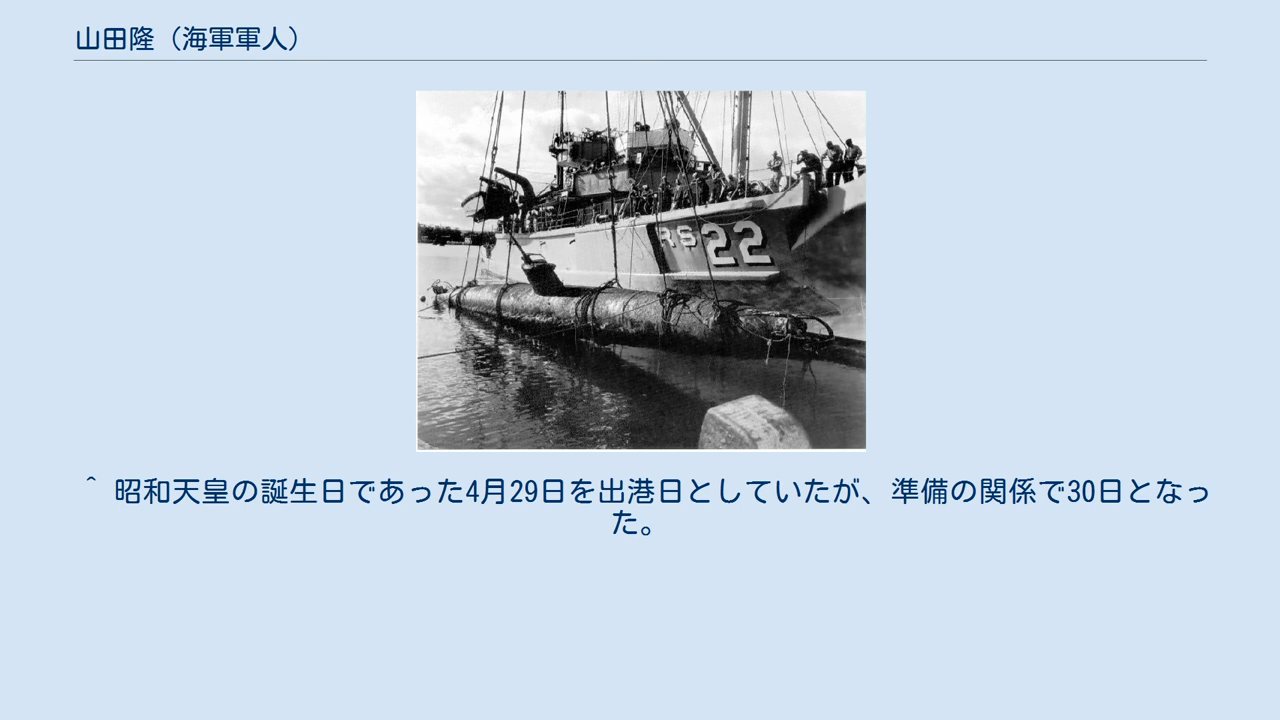 山田隆（海軍軍人）
RS22
^ 昭和天皇の誕生日であった4月29日を出港日としていたが、準備の関係で30日となっ
た。